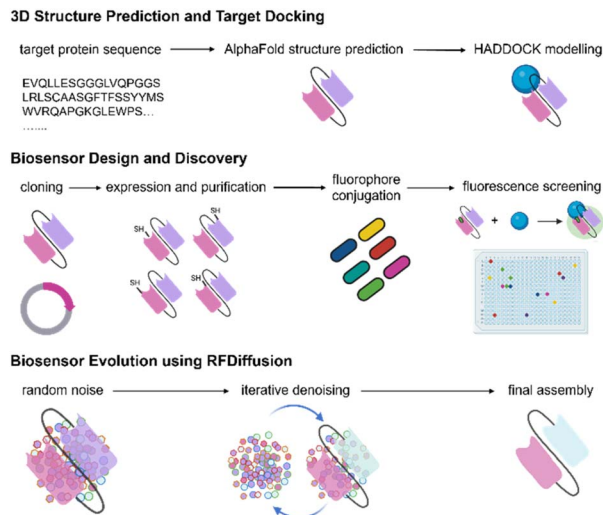 3D Structure Prediction and Target Docking
target protein sequence
AlphaFold structure prediction
HADDOCK modelling
EVQLLESGGGLVQPGGS
LRLSCAASGFTFSSYYMS
WVRQAPGKGLEWPS...
.......
Biosensor Design and Discovery
cloning
expression and purification
fluorophore
conjugation
fluorescence screening
SH
SH
SH
SH
+
Biosensor Evolution using RFDiffusion
random noise
iterative denoising
final assembly